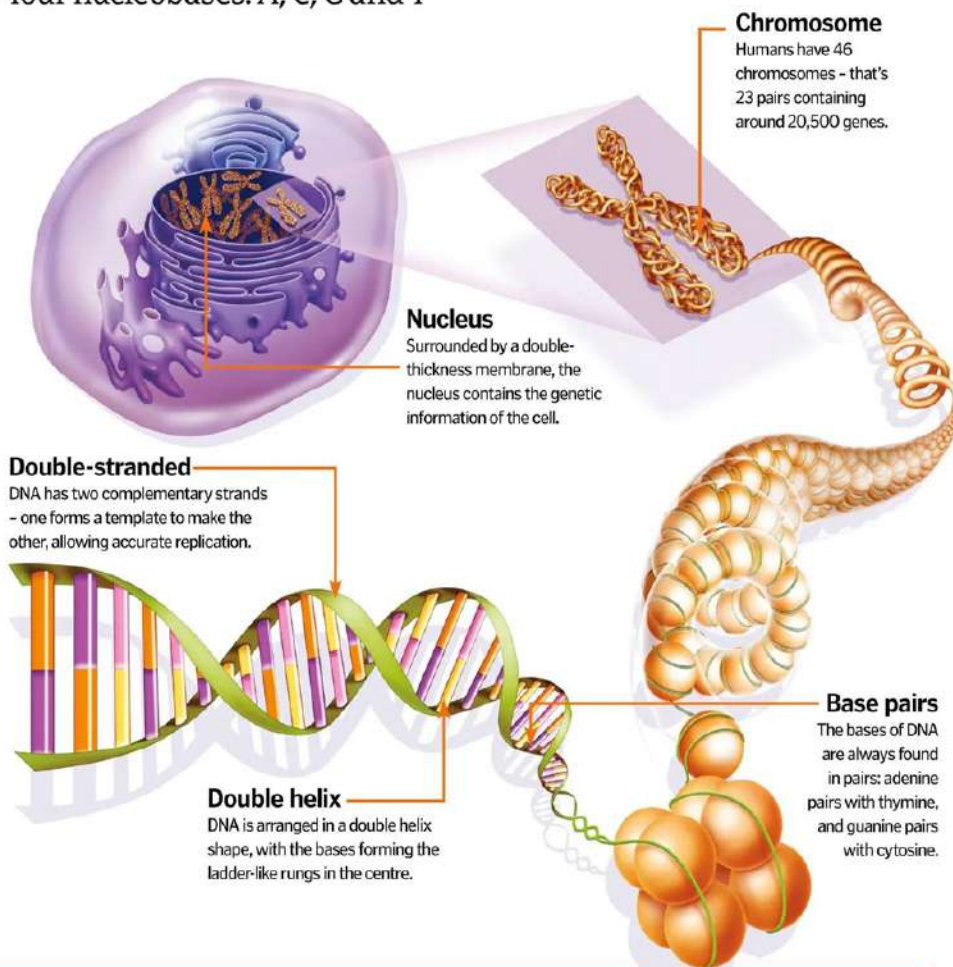 four nucleobases: A, C, G and T
Chromosome
Humans have 46
chromosomes – that's
23 pairs containing
around 20,500 genes.
Nucleus
Surrounded by a double-
thickness membrane, the
nucleus contains the genetic
information of the cell.
Double-stranded
DNA has two complementary strands
– one forms a template to make the
other, allowing accurate replication.
Base pairs
The bases of DNA
are always found
in pairs: adenine
pairs with thymine,
and guanine pairs
with cytosine.
Double helix
DNA is arranged in a double helix
shape, with the bases forming the
ladder-like rungs in the centre.